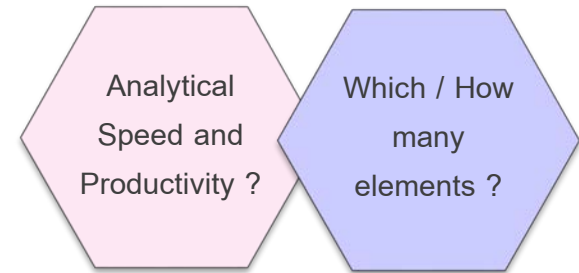 Analytical
Speed and
Productivity ?
Which / How
many
elements ?